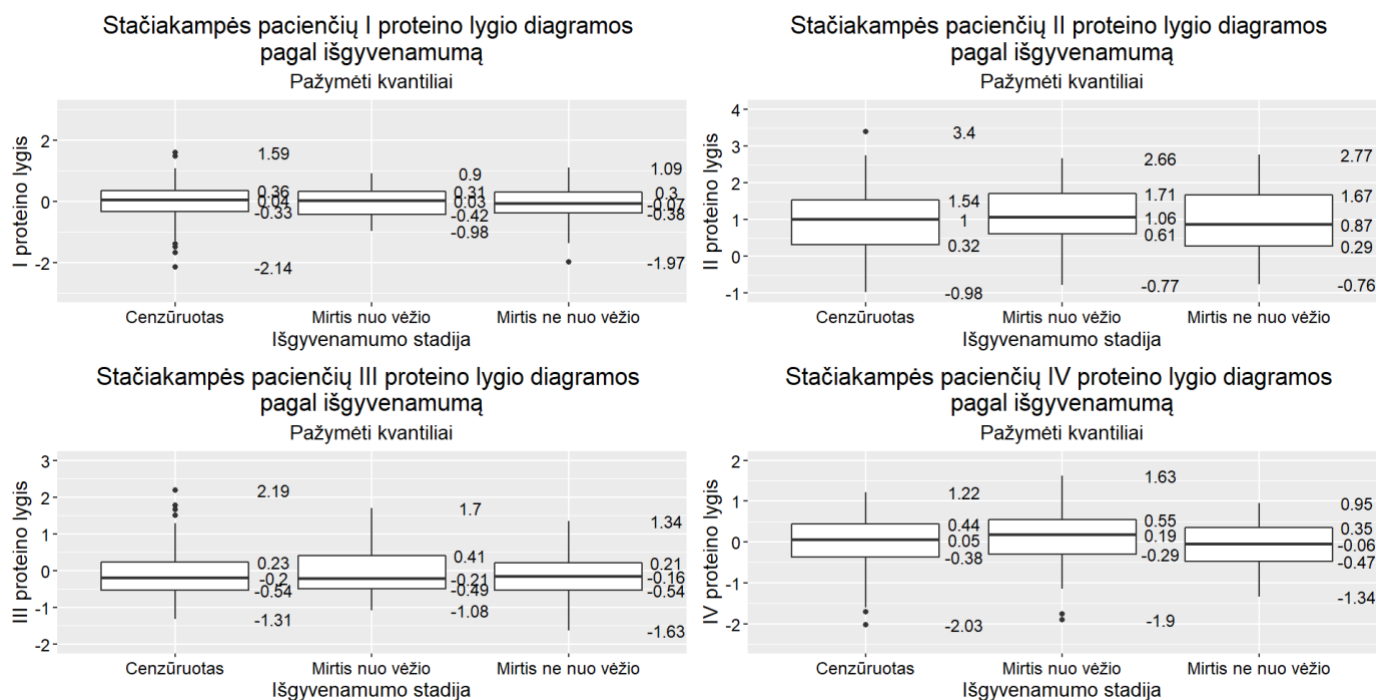 Stačiakampės pacienčių I proteino lygio diagramos
pagal išgyvenamumą
Pažymėti kvantiliai
I proteino lygis
2
0
-2
1.59
0.36
0.04
-0.33
-2.14
0.9
0.31
0.03
-0.42
-0.98
1.09
0.3
-0.07
-0.38
-1.97
Cenzūruotas
Mirtis nuo vėžio
Mirtis ne nuo vėžio
Išgyvenamumo stadija
Stačiakampės pacienčių II proteino lygio diagramos
pagal išgyvenamumą
Pažymėti kvantiliai
II proteino lygis
4
3
2
1
0
-1
3.4
1.54
1
0.32
-0.98
2.66
1.71
1.06
0.61
-0.77
2.77
1.67
0.87
0.29
-0.76
Cenzūruotas
Mirtis nuo vėžio
Mirtis ne nuo vėžio
Išgyvenamumo stadija
Stačiakampės pacienčių III proteino lygio diagramos
pagal išgyvenamumą
Pažymėti kvantiliai
III proteino lygis
3
2
1
0
-1
-2
2.19
0.23
-0.2
-0.54
-1.31
1.7
0.41
-0.21
-0.49
-1.08
1.34
0.21
-0.16
-0.54
-1.63
Cenzūruotas
Mirtis nuo vėžio
Mirtis ne nuo vėžio
Išgyvenamumo stadija
Stačiakampės pacienčių IV proteino lygio diagramos
pagal išgyvenamumą
Pažymėti kvantiliai
IV proteino lygis
2
1
0
-1
-2
1.22
0.44
0.05
-0.38
-2.03
1.63
0.55
0.19
-0.29
-1.9
0.95
0.35
-0.06
-0.47
-1.34
Cenzūruotas
Mirtis nuo vėžio
Mirtis ne nuo vėžio
Išgyvenamumo stadija